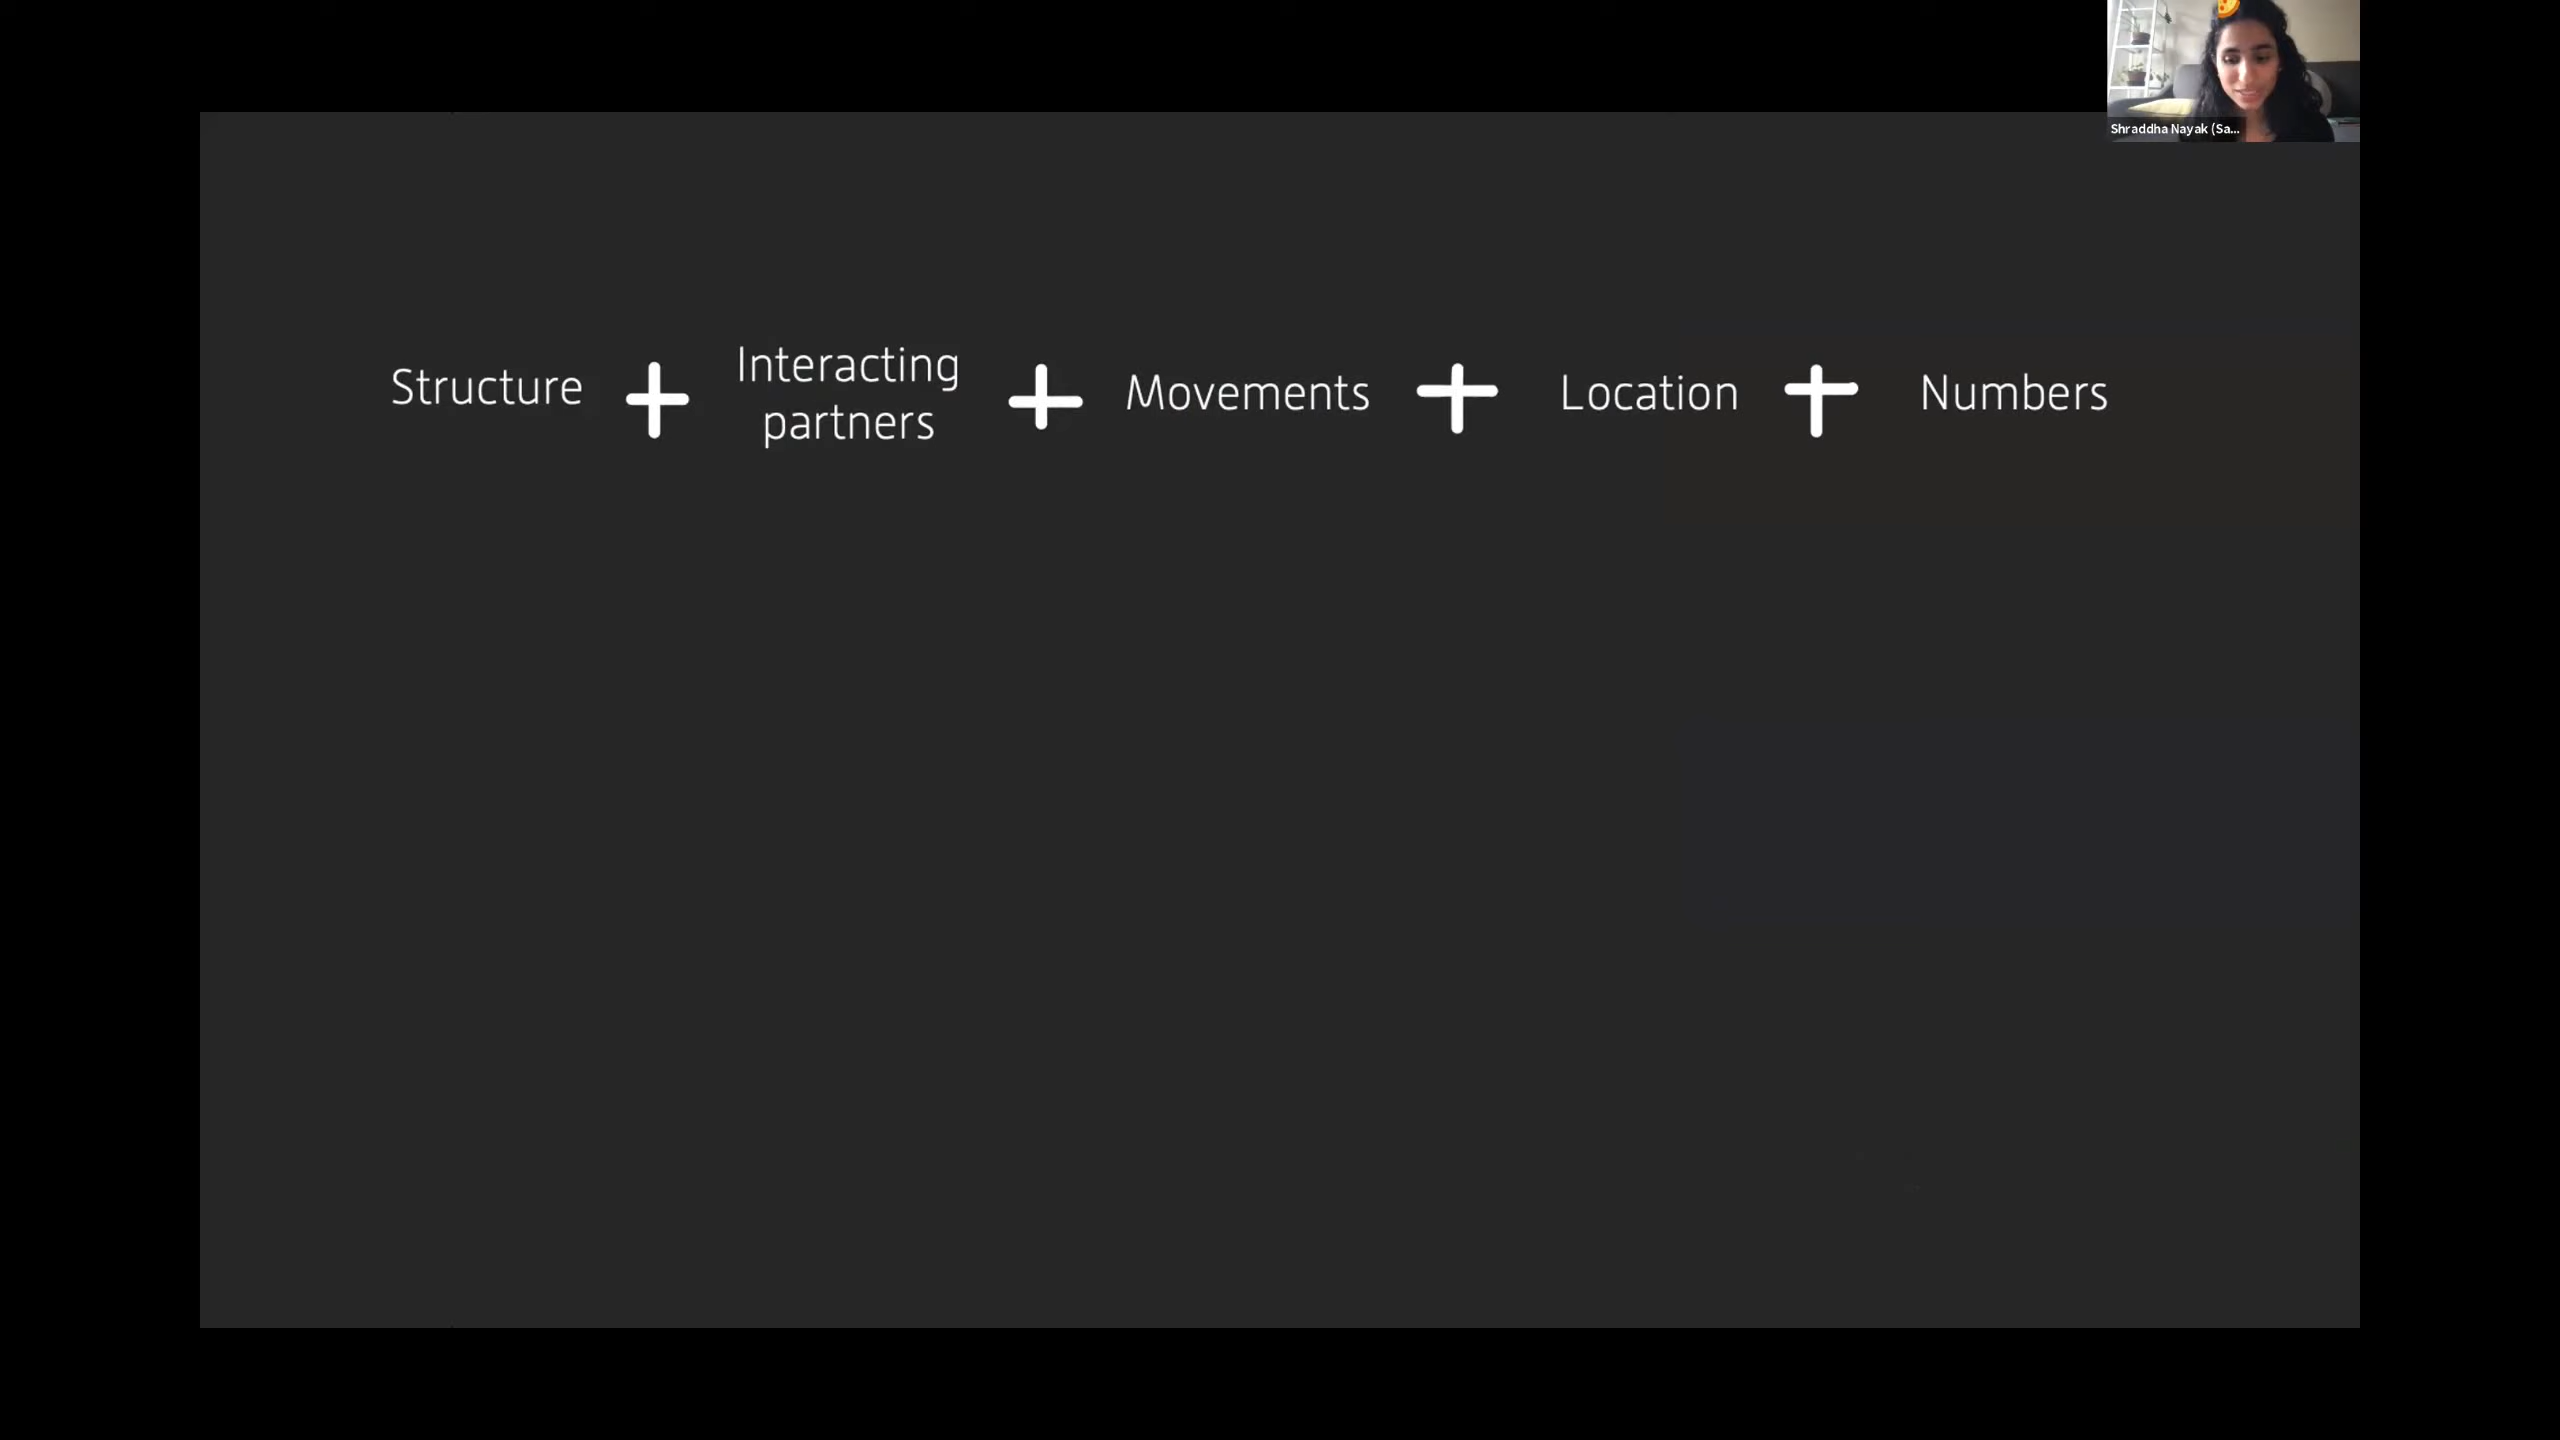 Shraddha Nayak (Sa...
Structure + Interacting partners + Movements + Location + Numbers